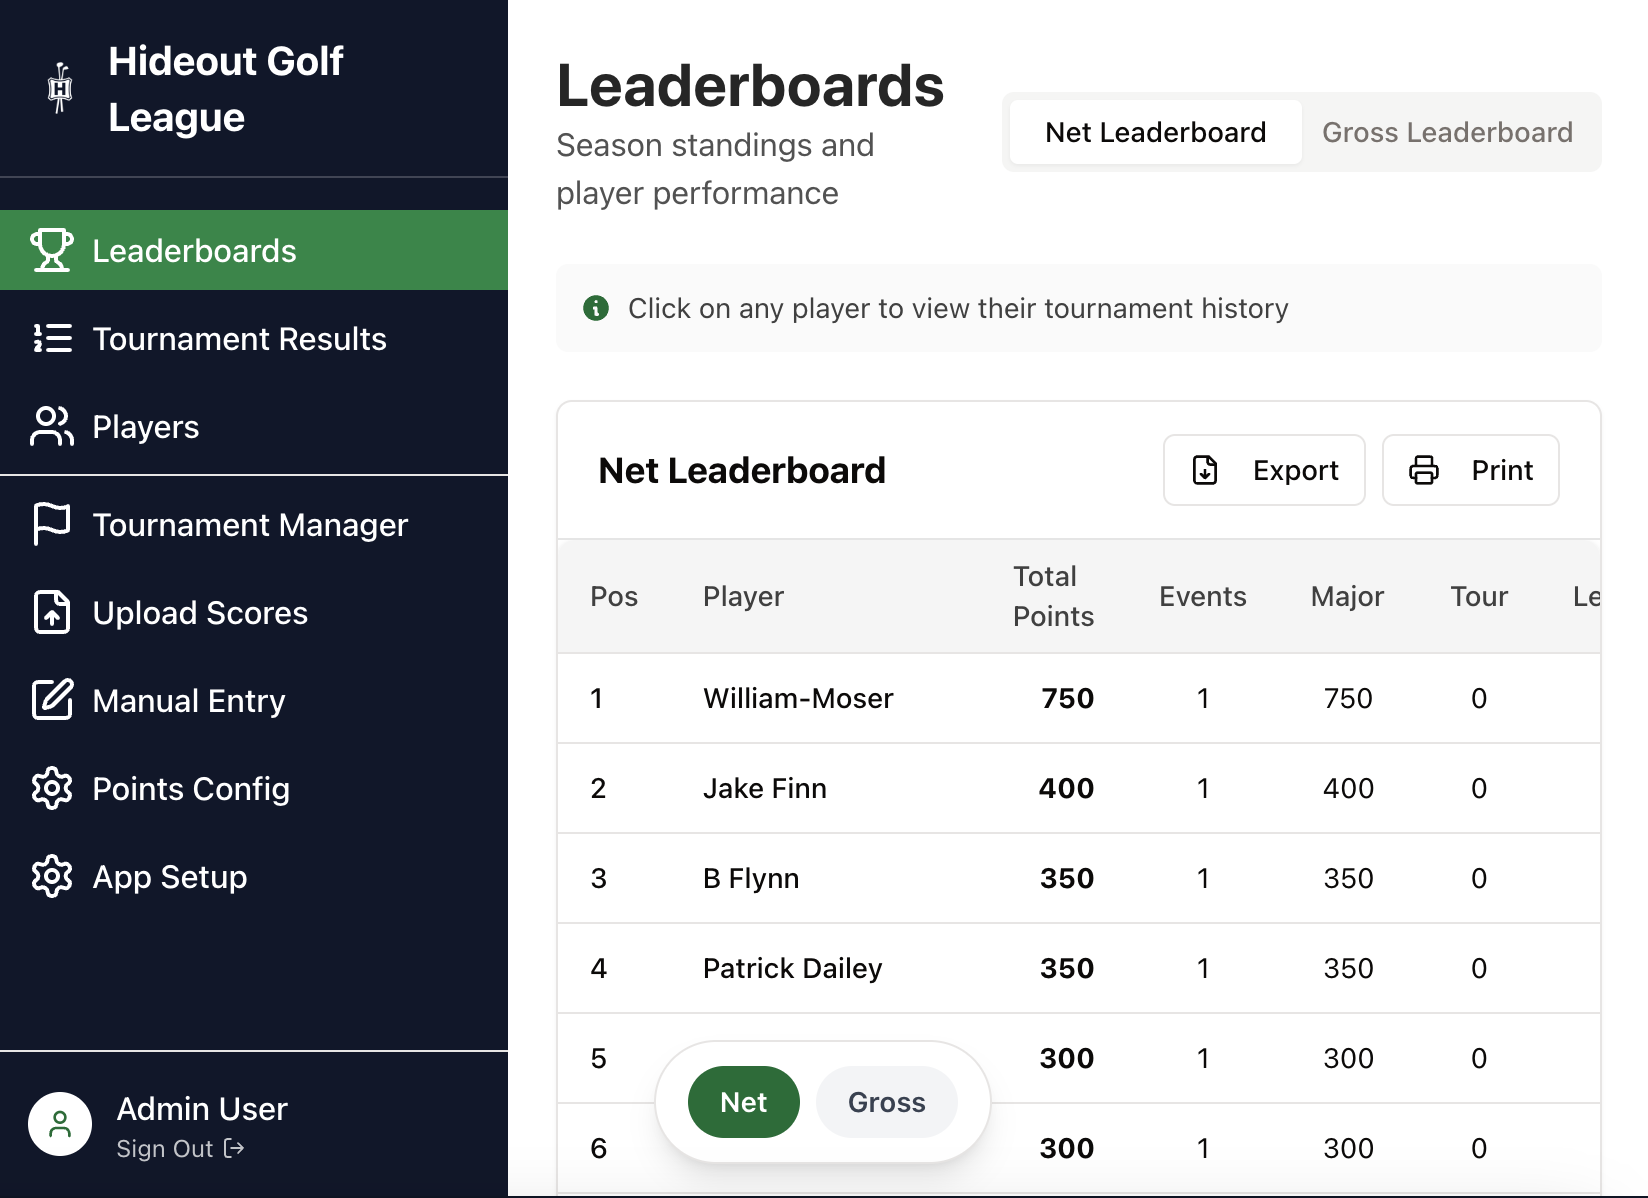 Hideout Golf
League
H
Leaderboards
Tournament Results
Players
Tournament Manager
Upload Scores
Manual Entry
Points Config
App Setup
Admin User
Sign Out
Leaderboards
Season standings and
player performance
Net Leaderboard Gross Leaderboard
Click on any player to view their tournament history
Net Leaderboard Export Print
Pos Player Total Points Events Major Tour Le
1 William-Moser 750 1 750 0
2 Jake Finn 400 1 400 0
3 B Flynn 350 1 350 0
4 Patrick Dailey 350 1 350 0
5 300 1 300 0
Net Gross
6 300 1 300 0